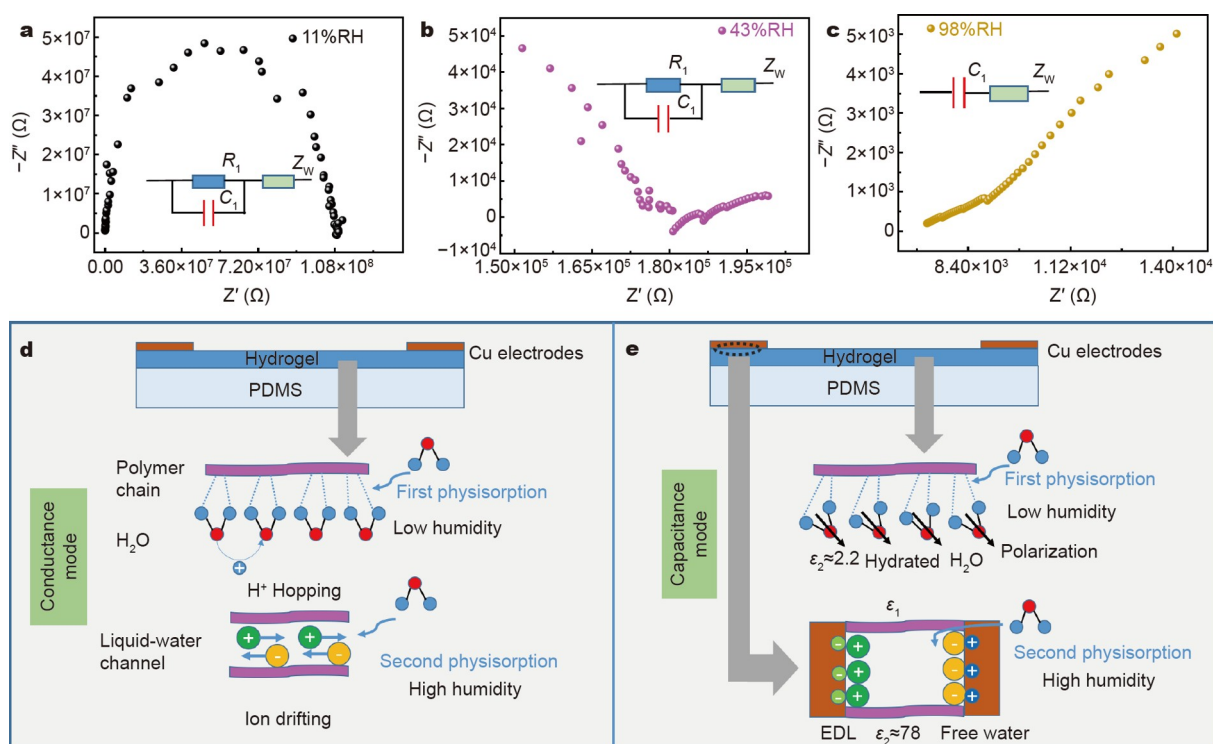 a
11%RH
−Z″ (Ω)
5×10⁷
4×10⁷
3×10⁷
2×10⁷
1×10⁷
0
R₁
C₁
Z_W
0.00
3.60×10⁷
7.20×10⁷
1.08×10⁸
Z′ (Ω)
b
43%RH
−Z″ (Ω)
5×10⁴
4×10⁴
3×10⁴
2×10⁴
1×10⁴
0
−1×10⁴
R₁
C₁
Z_W
1.50×10⁵
1.65×10⁵
1.80×10⁵
1.95×10⁵
Z′ (Ω)
c
98%RH
−Z″ (Ω)
5×10³
4×10³
3×10³
2×10³
1×10³
0
C₁
Z_W
8.40×10³
1.12×10⁴
1.40×10⁴
Z′ (Ω)
d
Hydrogel
Cu electrodes
PDMS
Conductance
mode
Polymer
chain
First physisorption
Low humidity
H₂O
+
H⁺ Hopping
Liquid-water
channel
+
+
-
-
Second physisorption
High humidity
Ion drifting
e
Hydrogel
Cu electrodes
PDMS
Capacitance
mode
First physisorption
Low humidity
ε₂≈2.2
Hydrated
H₂O
Polarization
ε₁
-
+
-
+
-
+
-
+
-
+
-
+
Second physisorption
High humidity
EDL
ε₂≈78
Free water